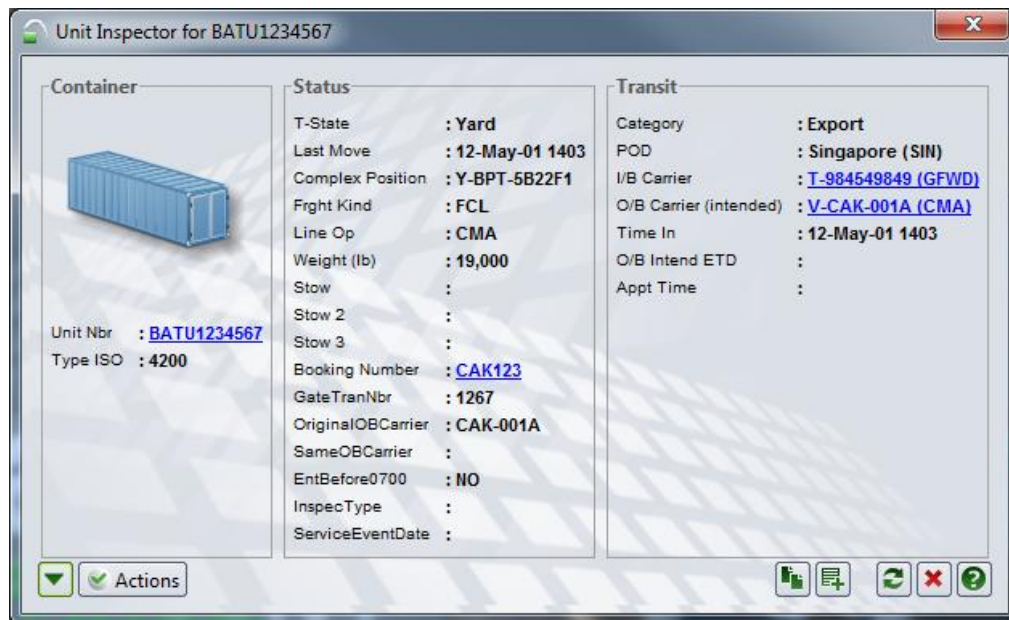 Unit Inspector for BATU1234567
Container
Unit Nbr : BATU1234567
Type ISO : 4200
Status
T-State : Yard
Last Move : 12-May-01 1403
Complex Position : Y-BPT-5B22F1
Frght Kind : FCL
Line Op : CMA
Weight (lb) : 19,000
Stow :
Stow 2 :
Stow 3 :
Booking Number : CAK123
GateTranNbr : 1267
OriginalOBCarrier : CAK-001A
SameOBCarrier :
EntBefore0700 : NO
InspecType :
ServiceEventDate :
Transit
Category : Export
POD : Singapore (SIN)
I/B Carrier : T-984549849 (GFWD)
O/B Carrier (intended) : V-CAK-001A (CMA)
Time In : 12-May-01 1403
O/B Intend ETD :
Appt Time :
Actions